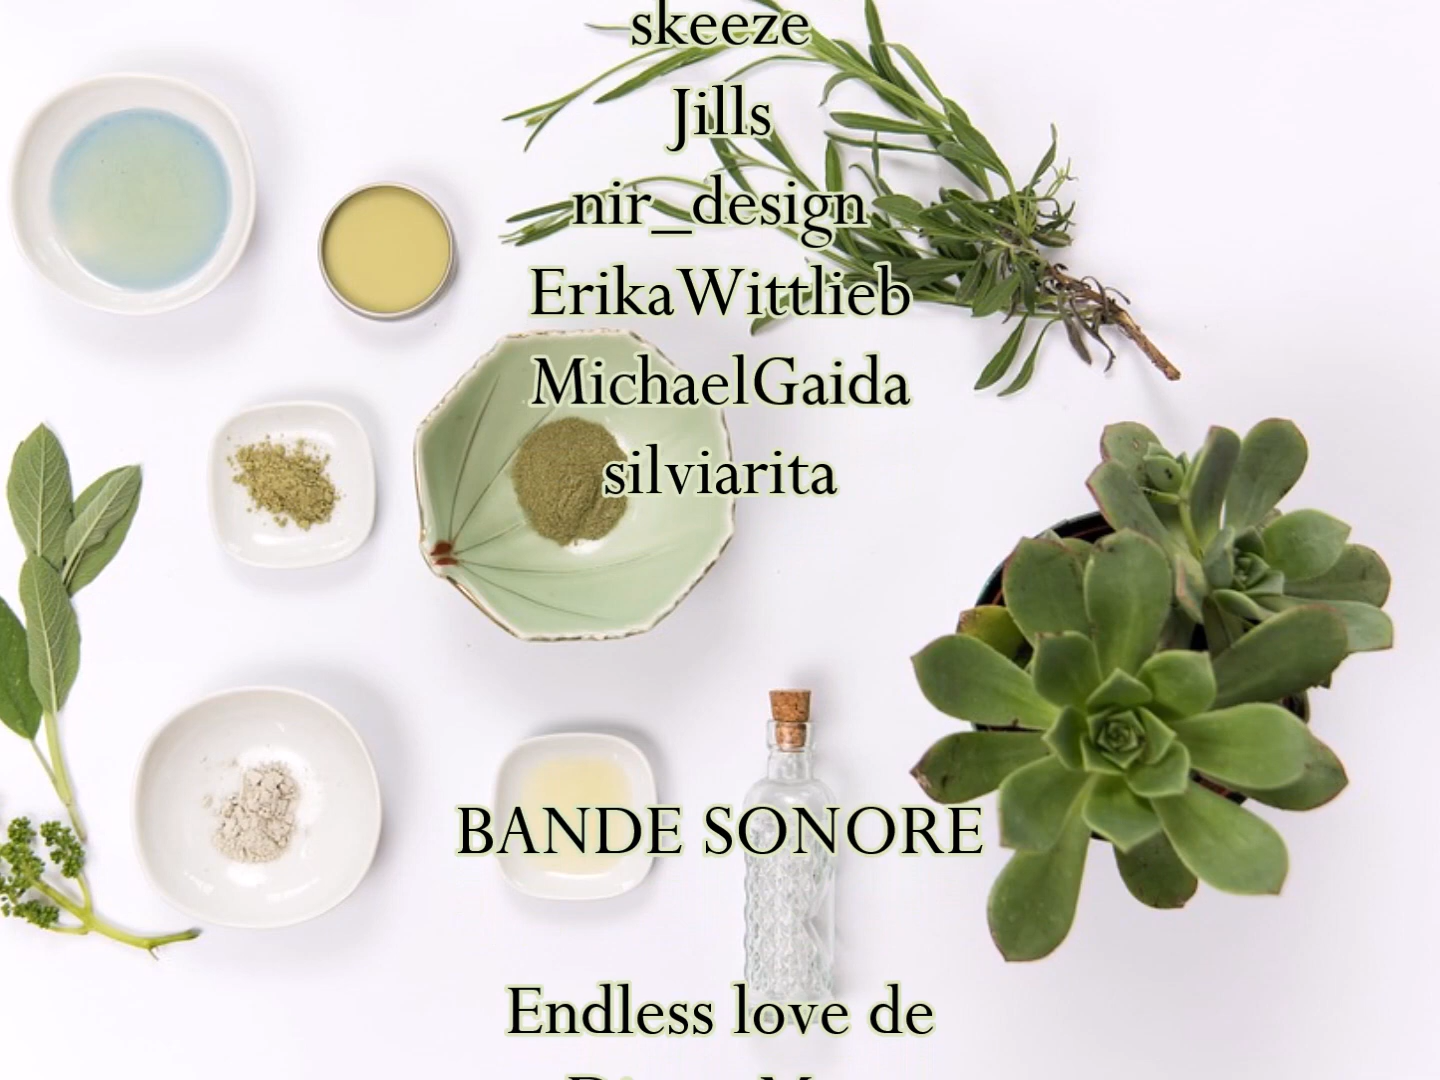 skeeze
Jills
nir_design
ErikaWittlieb
MichaelGaida
silviarita
BANDE SONORE
Endless love de